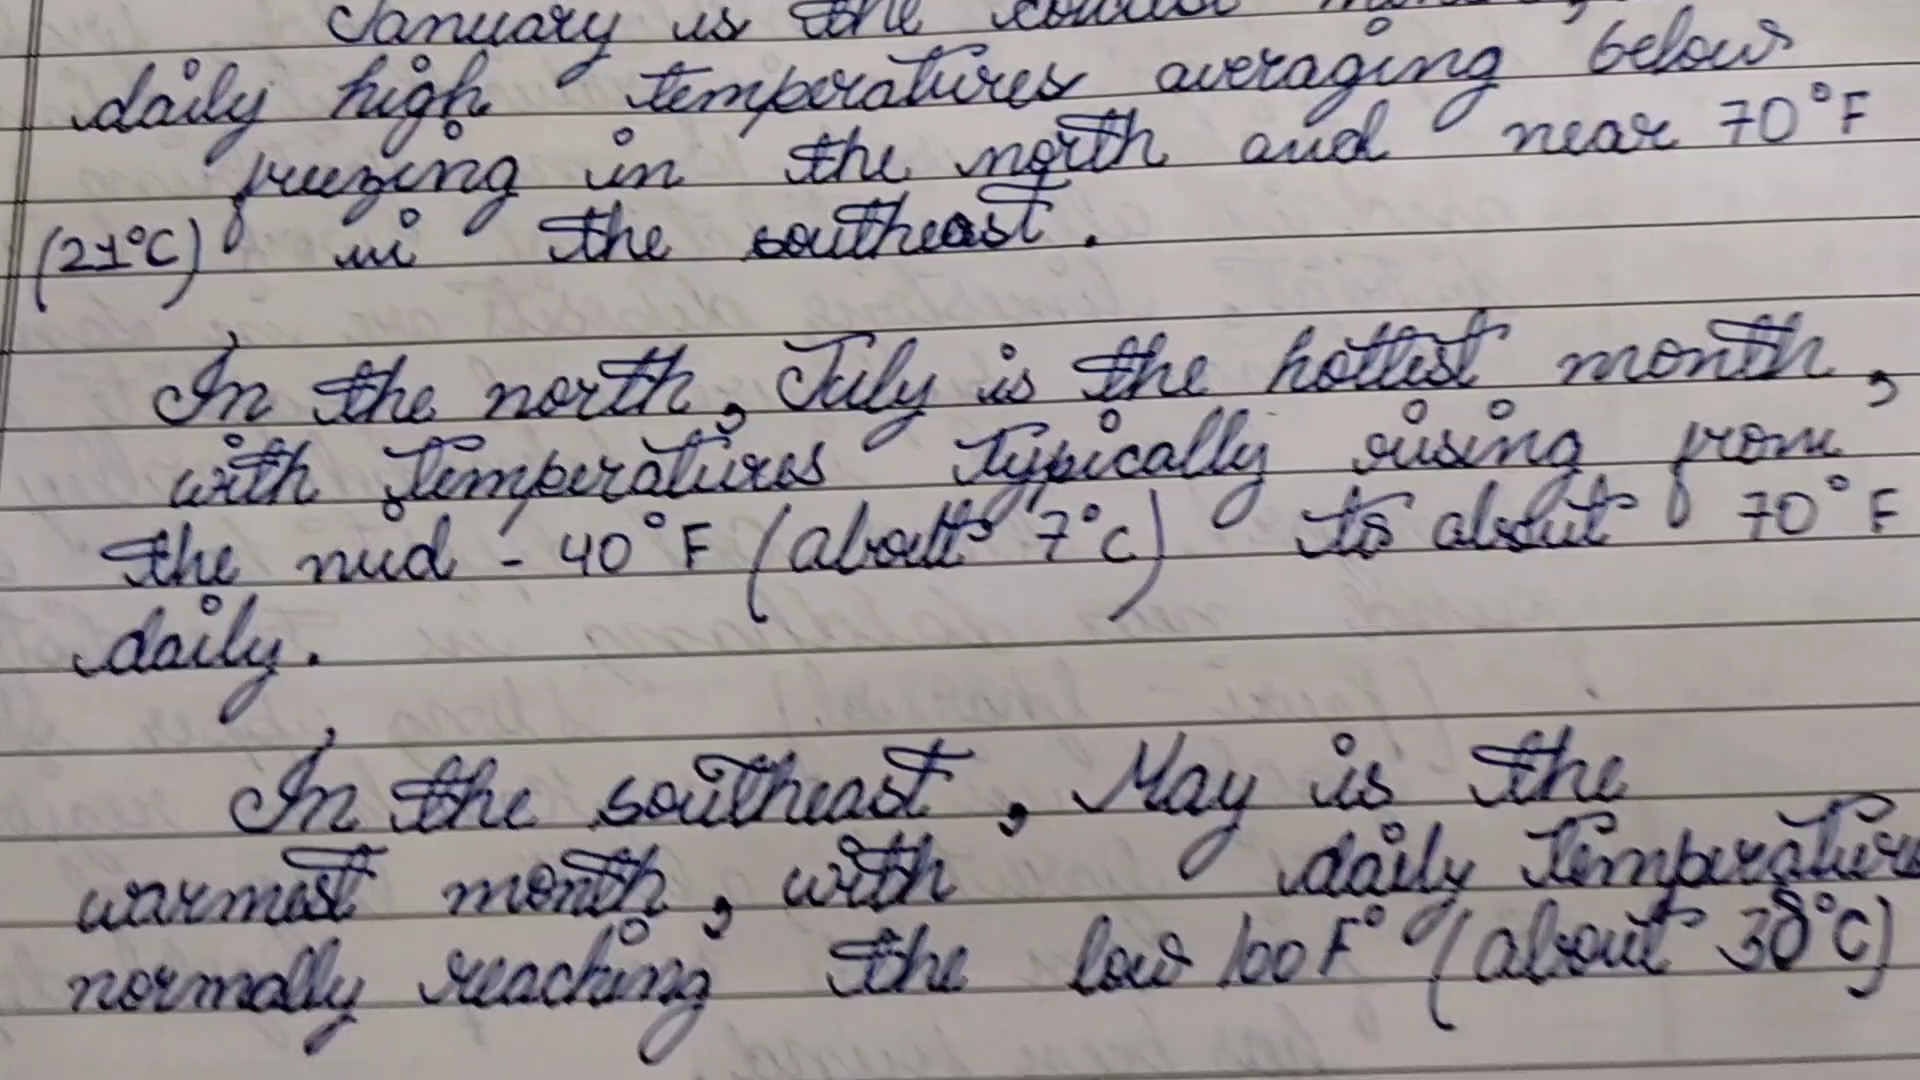 January is the coldest
daily high temperatures averaging below
freezing in the north and near 70°F
(21°C) in the southeast.
In the north, July is the hottest month,
with temperatures typically rising from
the mid - 40°F (about 7°C) to about 70°F
daily.
In the southeast, May is the
warmest month, with daily temperatures
normally reaching the low 100F° (about 38°C)